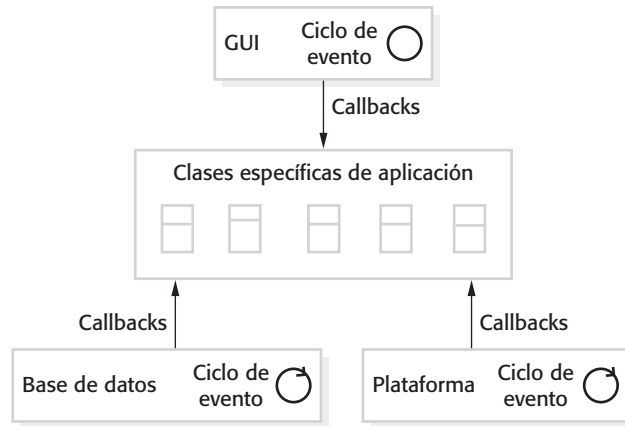 GUI
Ciclo de
evento
Callbacks
Clases específicas de aplicación
Callbacks
Callbacks
Base de datos
Ciclo de
evento
Plataforma
Ciclo de
evento